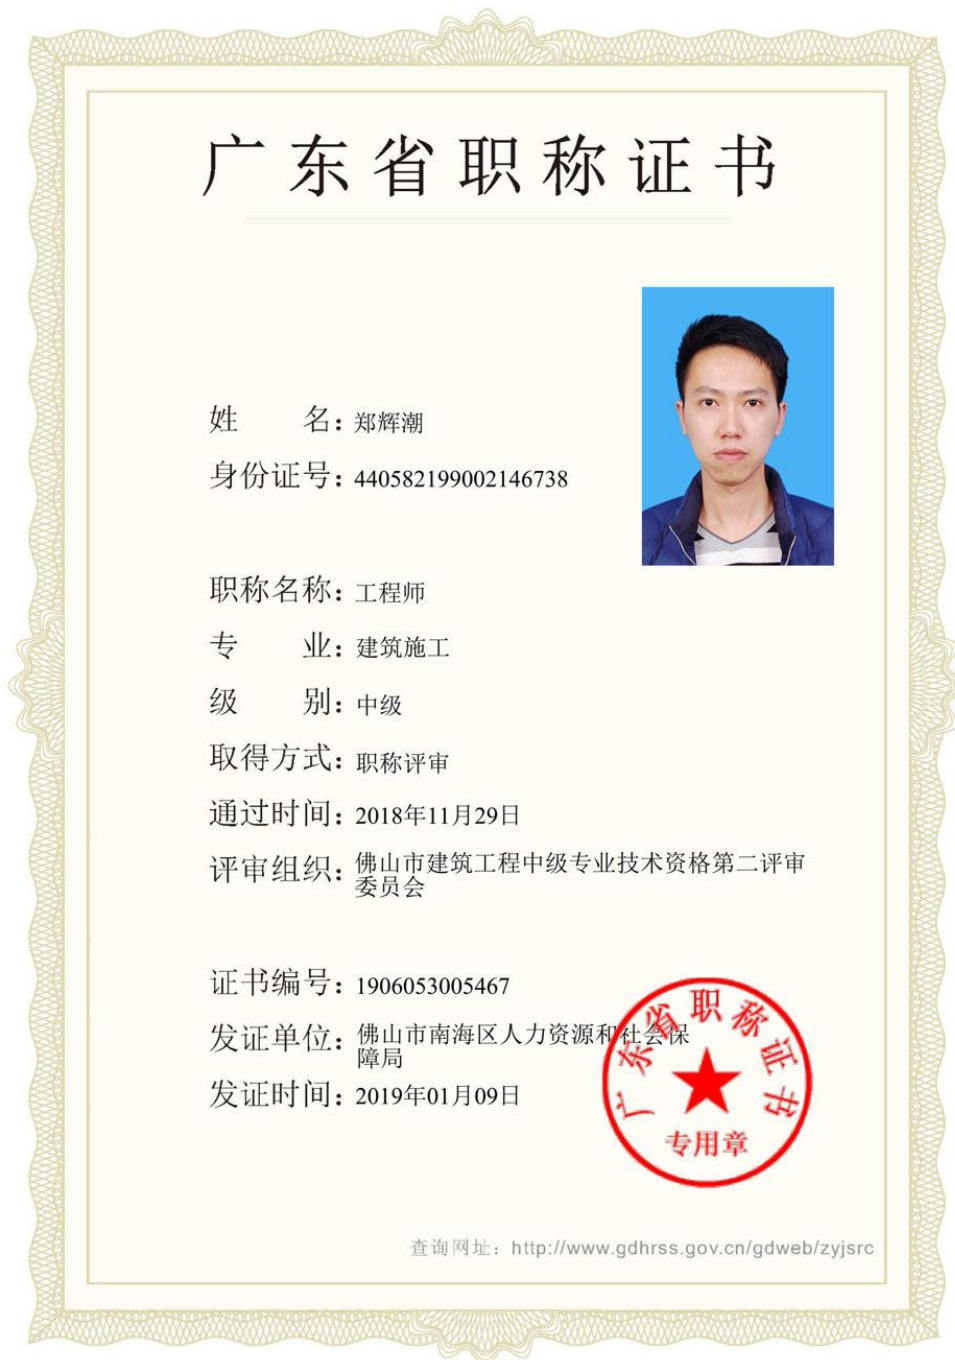 广东省职称证书
姓 名：郑辉潮
身份证号：440582199002146738
职称名称：工程师
专 业：建筑施工
级 别：中级
取得方式：职称评审
通过时间：2018年11月29日
评审组织：佛山市建筑工程中级专业技术资格第二评审
委员会
证书编号：1906053005467
发证单位：佛山市南海区人力资源和社会保
障局
发证时间：2019年01月09日
广东省职称证书
专用章
查询网址：http://www.gdhrss.gov.cn/gdweb/zyjsrc